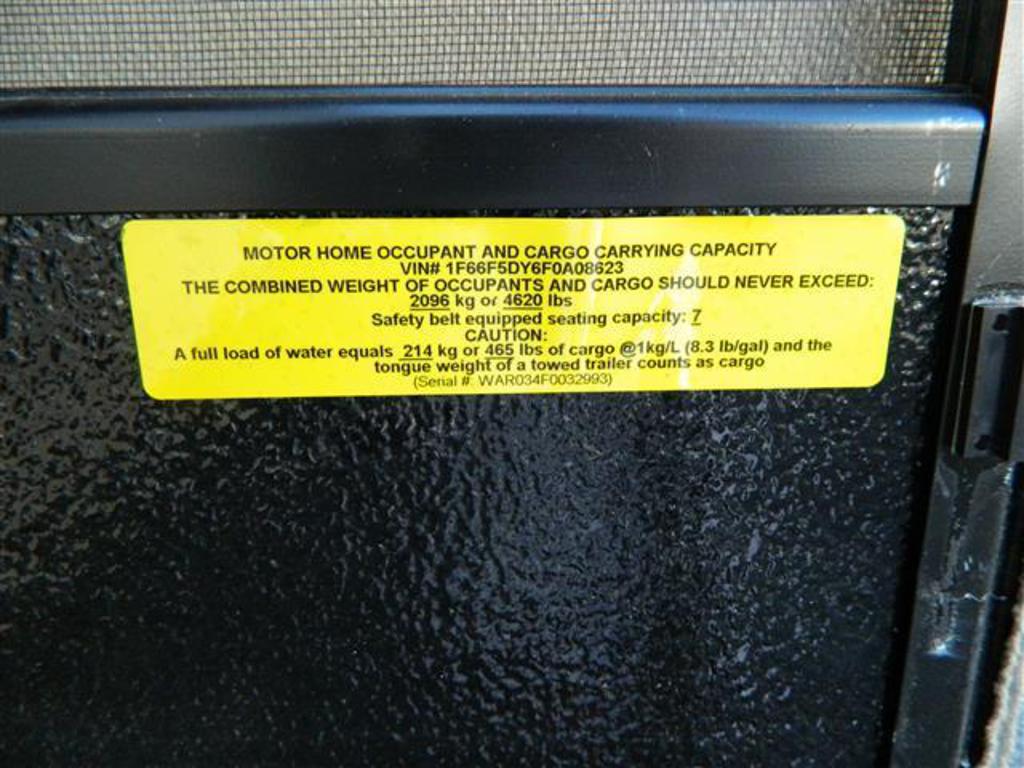 MOTOR HOME OCCUPANT AND CARGO CARRYING CAPACITY
VIN# 1F66F5DY6F0A08623
THE COMBINED WEIGHT OF OCCUPANTS AND CARGO SHOULD NEVER EXCEED:
2096 kg or 4620 lbs
Safety belt equipped seating capacity: 7
CAUTION:
A full load of water equals 214 kg or 465 lbs of cargo @1kg/L (8.3 lb/gal) and the
tongue weight of a towed trailer counts as cargo
(Serial #: WAR034F0032993)